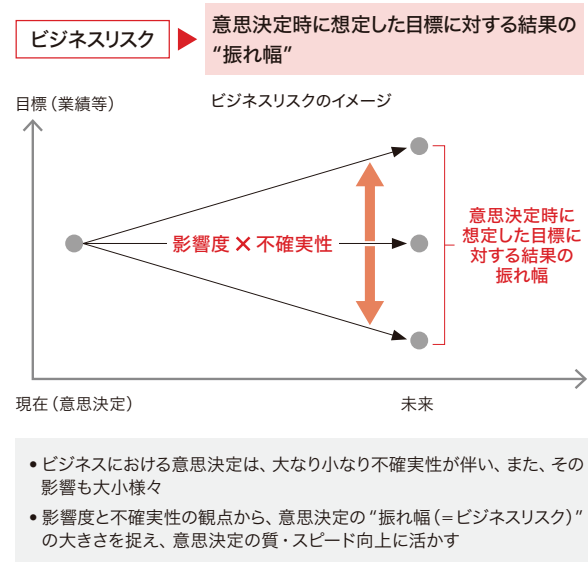 ビジネスリスク
意思決定時に想定した目標に対する結果の
“振れ幅”
目標（業績等）
ビジネスリスクのイメージ
影響度×不確実性
意思決定時に
想定した目標に
対する結果の
振れ幅
現在（意思決定）
未来
• ビジネスにおける意思決定は、大なり小なり不確実性が伴い、また、その
影響も大小様々
• 影響度と不確実性の観点から、意思決定の“振れ幅（=ビジネスリスク）”
の大きさを捉え、意思決定の質・スピード向上に活かす